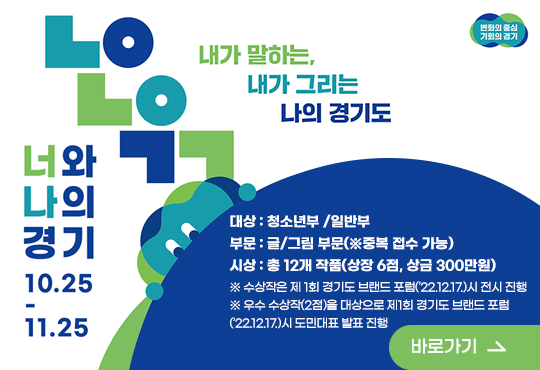 변화의 중심
기회의 경기
내가 말하는,
내가 그리는
나의 경기도
너와
나의
경기
10.25
-
11.25
대상 : 청소년부 /일반부
부문 : 글/그림 부문(※중복 접수 가능)
시상 : 총 12개 작품(상장 6점, 상금 300만원)
※ 수상작은 제 1회 경기도 브랜드 포럼('22.12.17.)시 전시 진행
※ 우수 수상작(2점)을 대상으로 제1회 경기도 브랜드 포럼
('22.12.17.)시 도민대표 발표 진행
바로가기